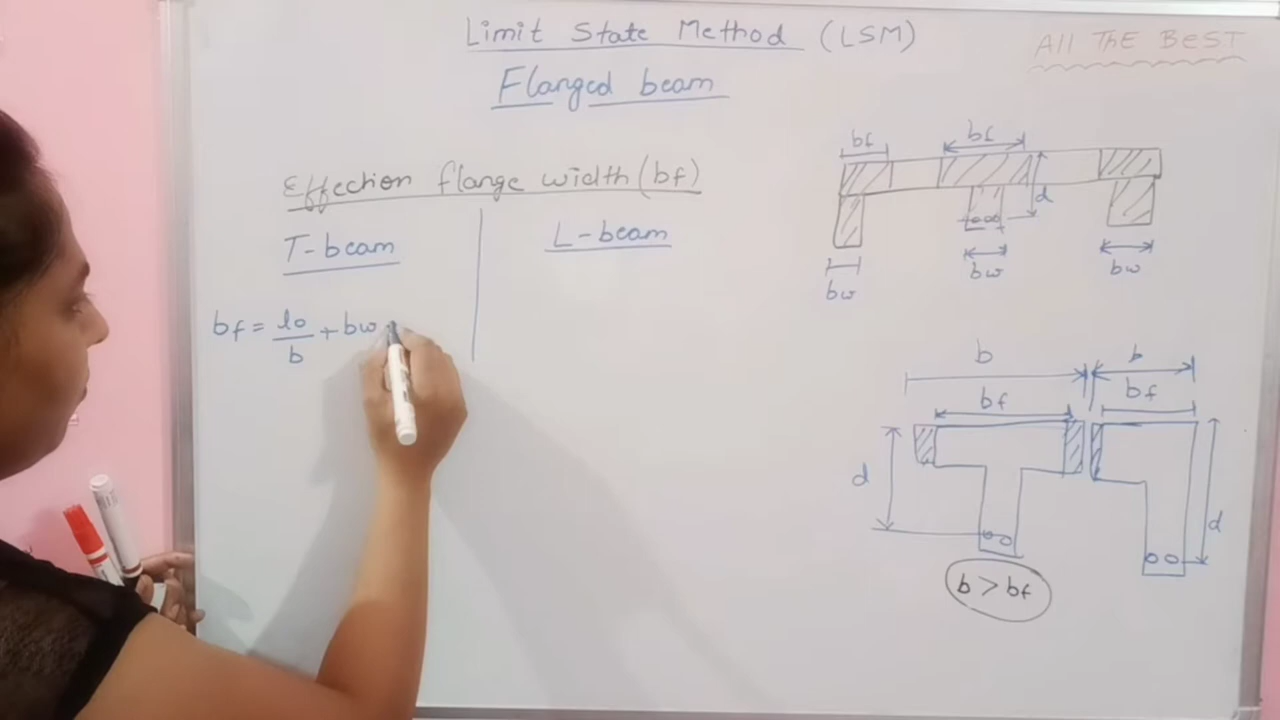 Limit State Method (LSM)
ALL THE BEST
Flanged beam
Effection flange width (bf)
T-beam
L-beam
bf = lo/b + bw +
bf
bf
d
bw
bw
bw
b
b
bf
bf
d
d
b > bf